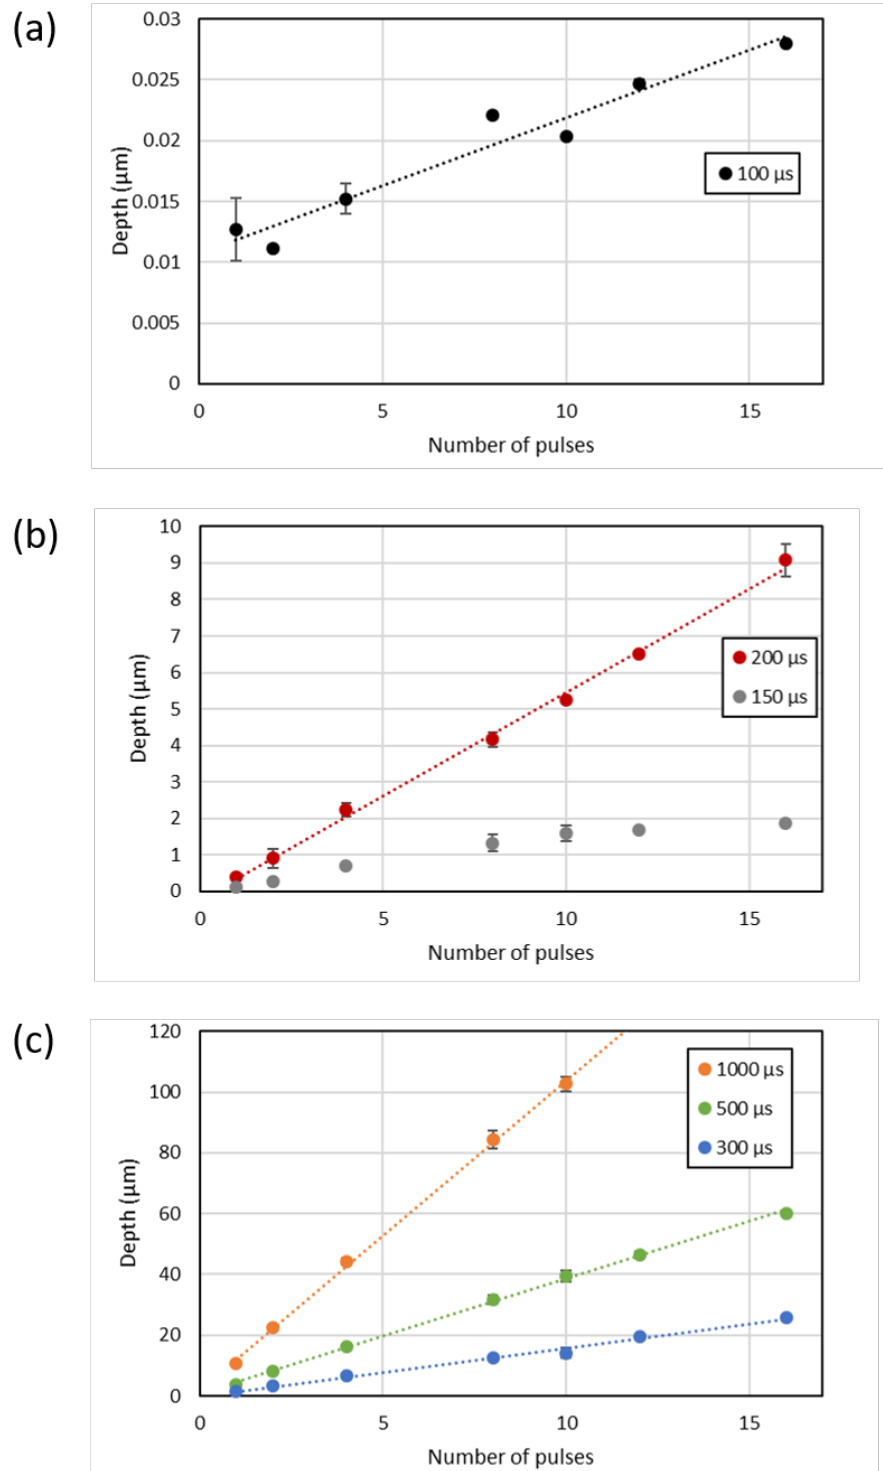 (a)
0.03
0.025
0.02
0.015
0.01
0.005
0
Depth (μm)
100 μs
0 5 10 15
Number of pulses
(b)
10
9
8
7
6
5
4
3
2
1
0
Depth (μm)
200 μs
150 μs
0 5 10 15
Number of pulses
(c)
120
100
80
60
40
20
0
Depth (μm)
1000 μs
500 μs
300 μs
0 5 10 15
Number of pulses